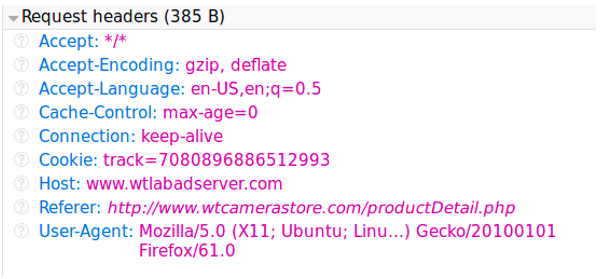 Request headers (385 B)
Accept: */*
Accept-Encoding: gzip, deflate
Accept-Language: en-US,en;q=0.5
Cache-Control: max-age=0
Connection: keep-alive
Cookie: track=7080896886512993
Host: www.wtlabadserver.com
Referer: http://www.wtcamerastore.com/productDetail.php
User-Agent: Mozilla/5.0 (X11; Ubuntu; Linu...) Gecko/20100101
Firefox/61.0